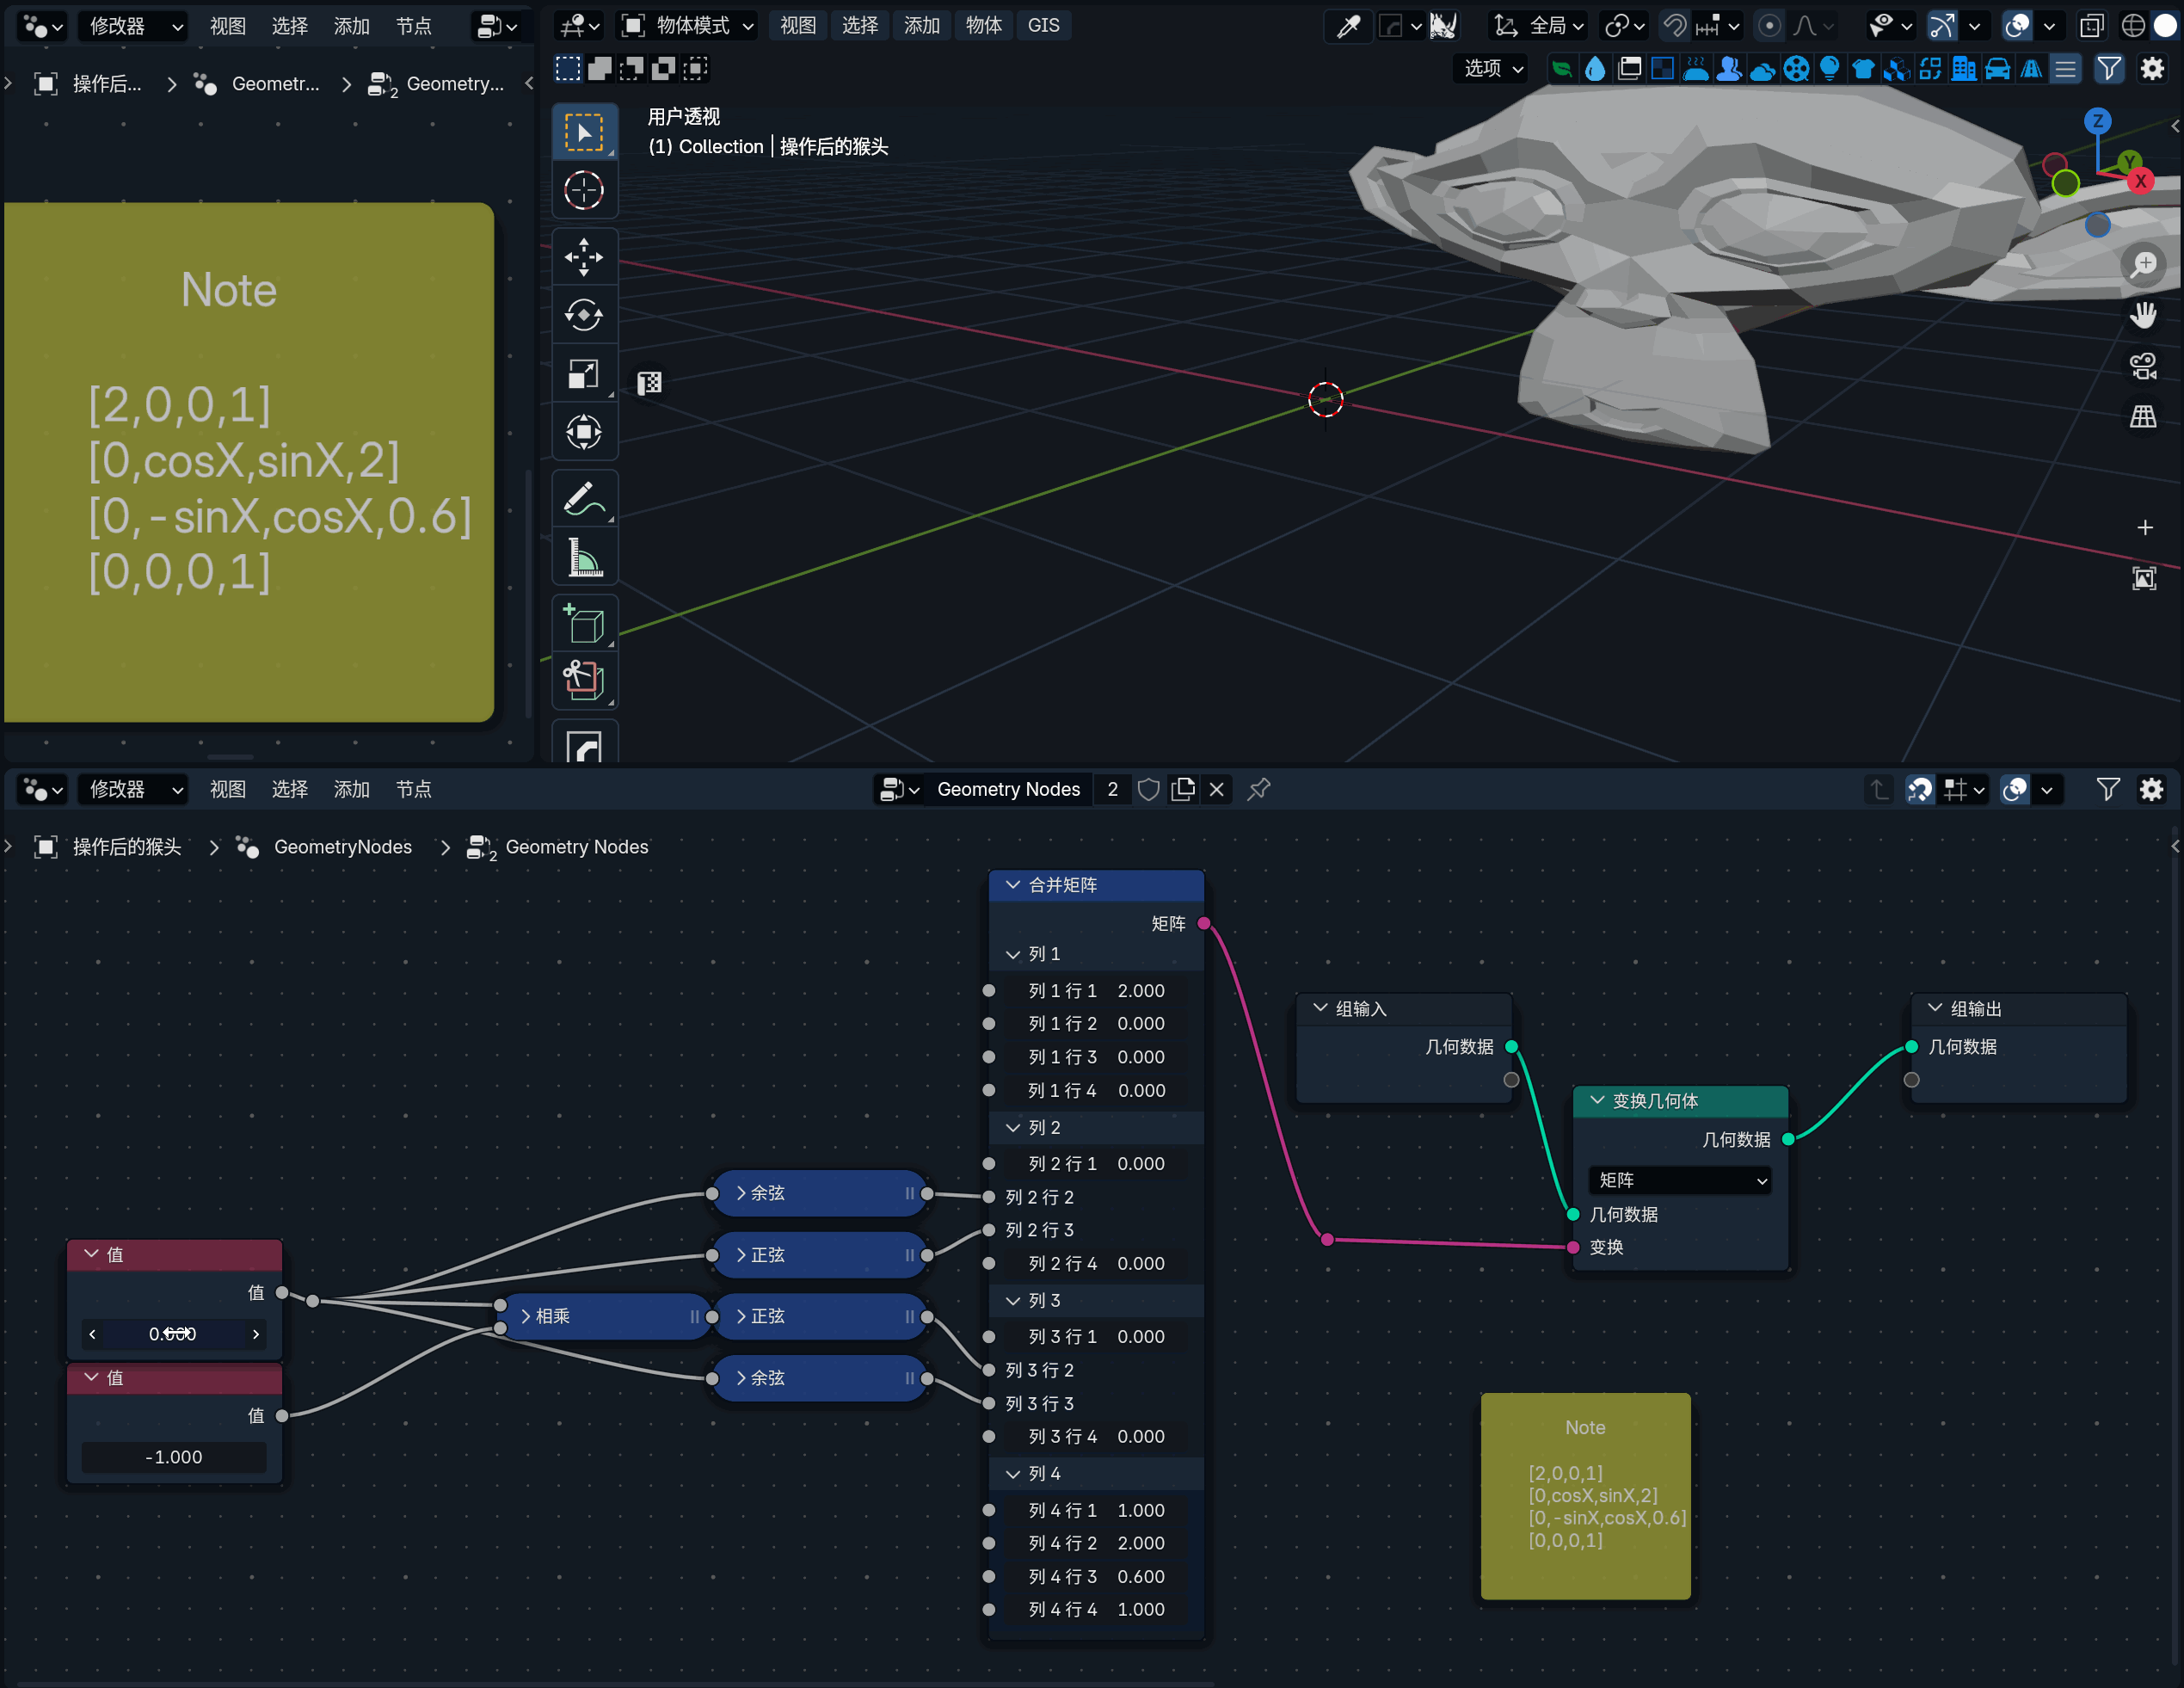 修改器 视图 选择 添加 节点
操作后... Geometr... 2 Geometry...
Note
[2,0,0,1]
[0,cosX,sinX,2]
[0,-sinX,cosX,0.6]
[0,0,0,1]
物体模式 视图 选择 添加 物体 GIS 全局
选项
用户透视
(1) Collection | 操作后的猴头
Z
Y
X
修改器 视图 选择 添加 节点 Geometry Nodes 2
操作后的猴头 GeometryNodes 2 Geometry Nodes
合并矩阵
矩阵
列 1
列 1 行 1 2.000
列 1 行 2 0.000
列 1 行 3 0.000
列 1 行 4 0.000
列 2
列 2 行 1 0.000
列 2 行 2
列 2 行 3
列 2 行 4 0.000
列 3
列 3 行 1 0.000
列 3 行 2
列 3 行 3
列 3 行 4 0.000
列 4
列 4 行 1 1.000
列 4 行 2 2.000
列 4 行 3 0.600
列 4 行 4 1.000
值
值
值
值
-1.000
余弦
正弦
相乘
正弦
余弦
组输入
几何数据
变换几何体
几何数据
矩阵
几何数据
变换
组输出
几何数据
Note
[2,0,0,1]
[0,cosX,sinX,2]
[0,-sinX,cosX,0.6]
[0,0,0,1]